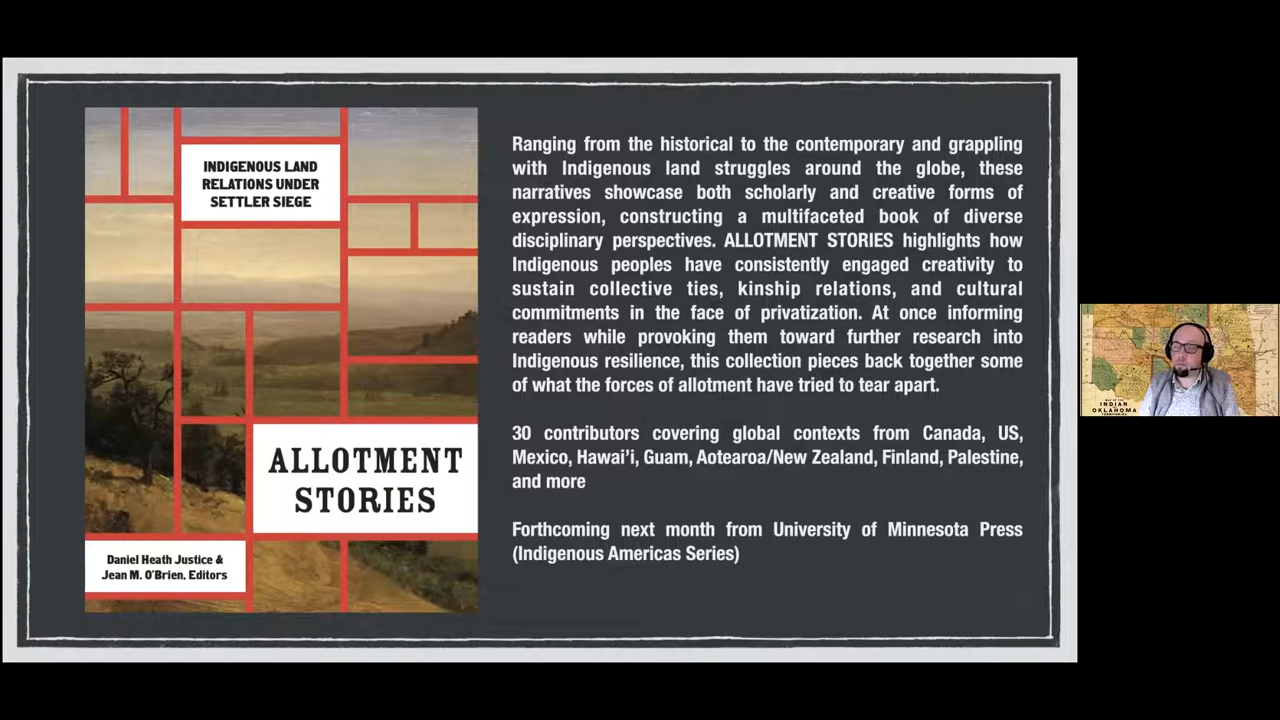 INDIGENOUS LAND
RELATIONS UNDER
SETTLER SIEGE
ALLOTMENT
STORIES
Daniel Heath Justice &
Jean M. O'Brien, Editors
Ranging from the historical to the contemporary and grappling
with Indigenous land struggles around the globe, these
narratives showcase both scholarly and creative forms of
expression, constructing a multifaceted book of diverse
disciplinary perspectives. ALLOTMENT STORIES highlights how
Indigenous peoples have consistently engaged creativity to
sustain collective ties, kinship relations, and cultural
commitments in the face of privatization. At once informing
readers while provoking them toward further research into
Indigenous resilience, this collection pieces back together some
of what the forces of allotment have tried to tear apart.
30 contributors covering global contexts from Canada, US,
Mexico, Hawai'i, Guam, Aotearoa/New Zealand, Finland, Palestine,
and more
Forthcoming next month from University of Minnesota Press
(Indigenous Americas Series)
INDIAN
OKLAHOMA